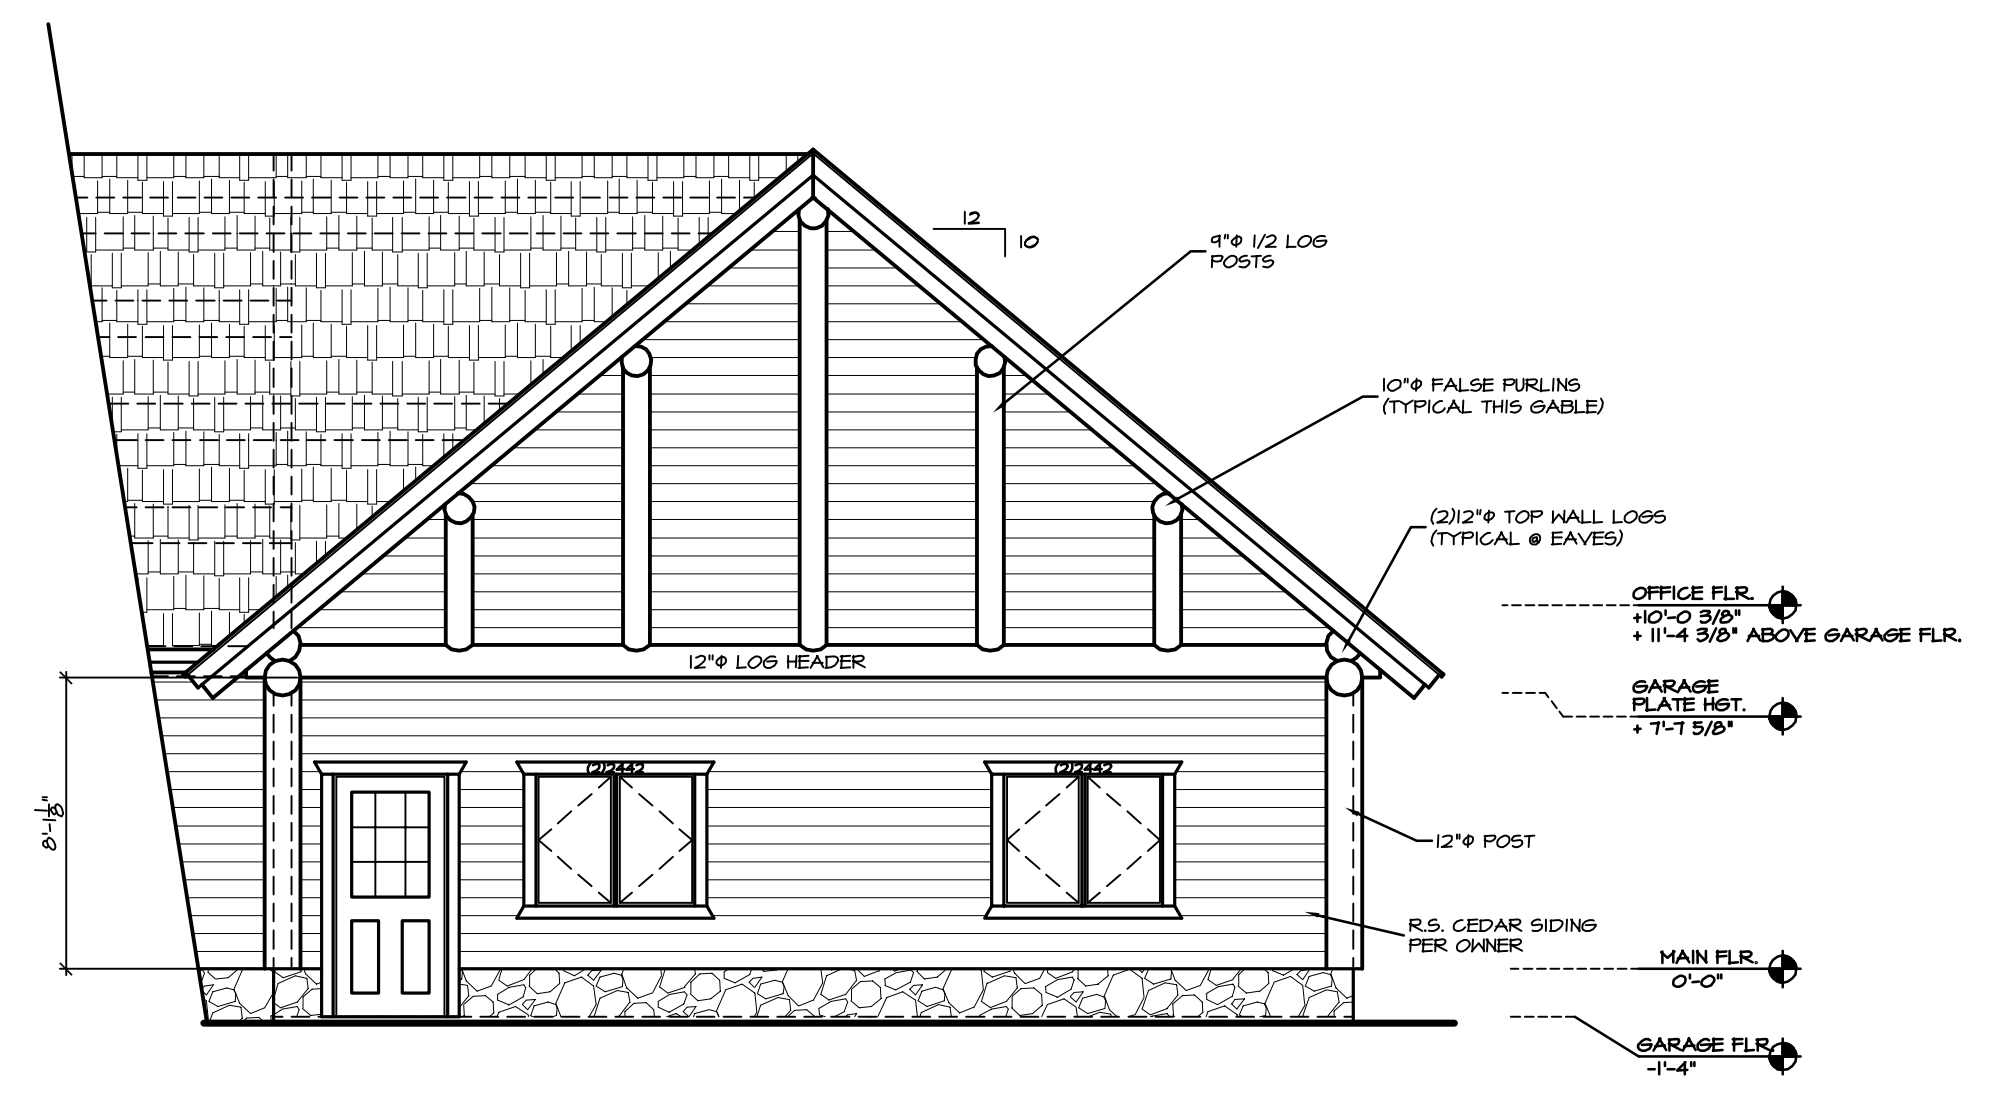 12
10
9"Φ 1/2 LOG
POSTS
10"Φ FALSE PURLINS
(TYPICAL THIS GABLE)
(2)12"Φ TOP WALL LOGS
(TYPICAL @ EAVES)
OFFICE FLR.
+10'-0 3/8"
+ 11'-4 3/8" ABOVE GARAGE FLR.
12"Φ LOG HEADER
GARAGE
PLATE HGT.
+ 7'-7 5/8"
(2)2442
(2)2442
8'-1 1/8"
12"Φ POST
R.S. CEDAR SIDING
PER OWNER
MAIN FLR.
0'-0"
GARAGE FLR.
-1'-4"